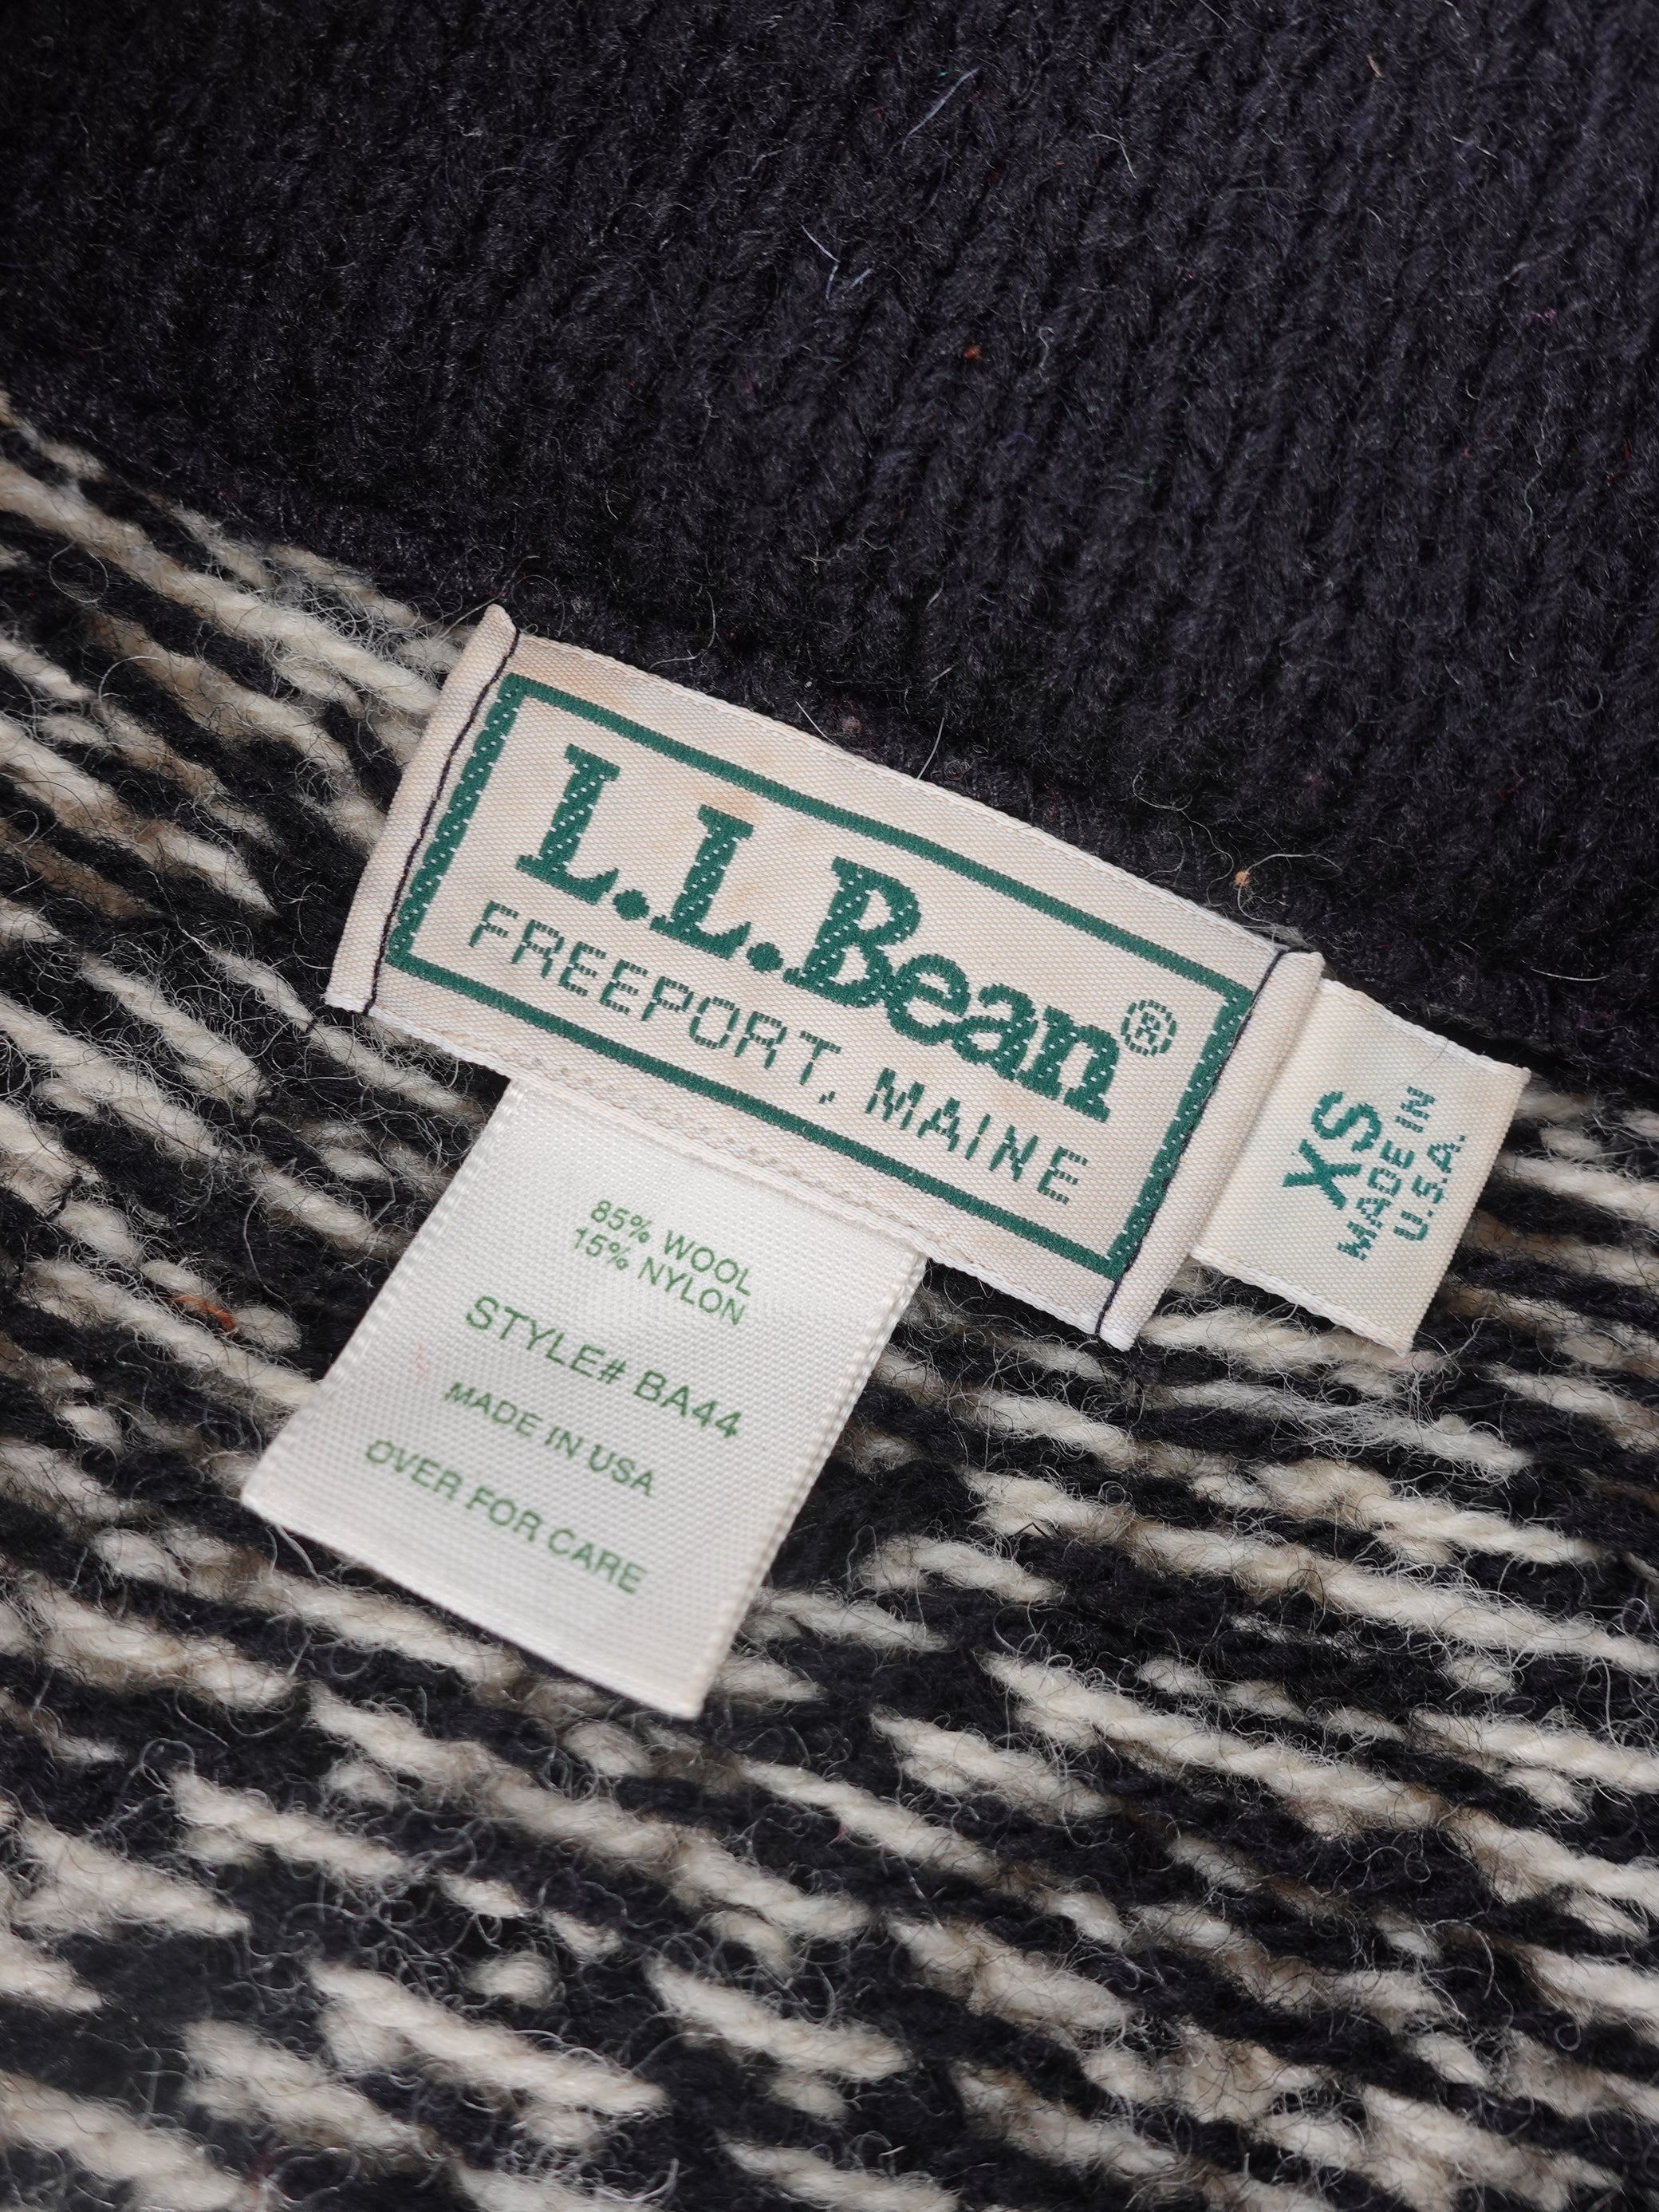 L.L.Bean®
FREEPORT, MAINE
XS
MADE IN
U.S.A.
85% WOOL
15% NYLON
STYLE# BA44
MADE IN USA
OVER FOR CARE